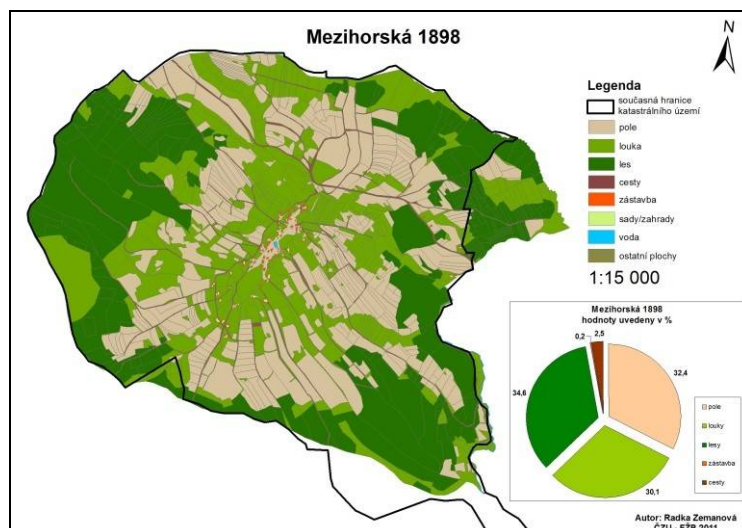 Mezihorská 1898
N
Legenda
současná hranice
katastrálního území
pole
louka
les
cesty
zástavba
sady/zahrady
voda
ostatní plochy
1:15 000
Mezihorská 1898
hodnoty uvedeny v %
0,2
2,5
32,4
34,6
30,1
pole
louky
lesy
zástavba
cesty
Autor: Radka Zemanová
ČZU - FŽP 2011